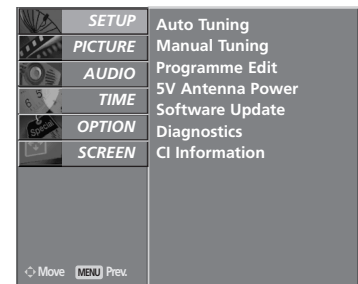 SETUP
PICTURE
AUDIO
TIME
OPTION
SCREEN
Auto Tuning
Manual Tuning
Programme Edit
5V Antenna Power
Software Update
Diagnostics
CI Information
Move MENU Prev.
Special